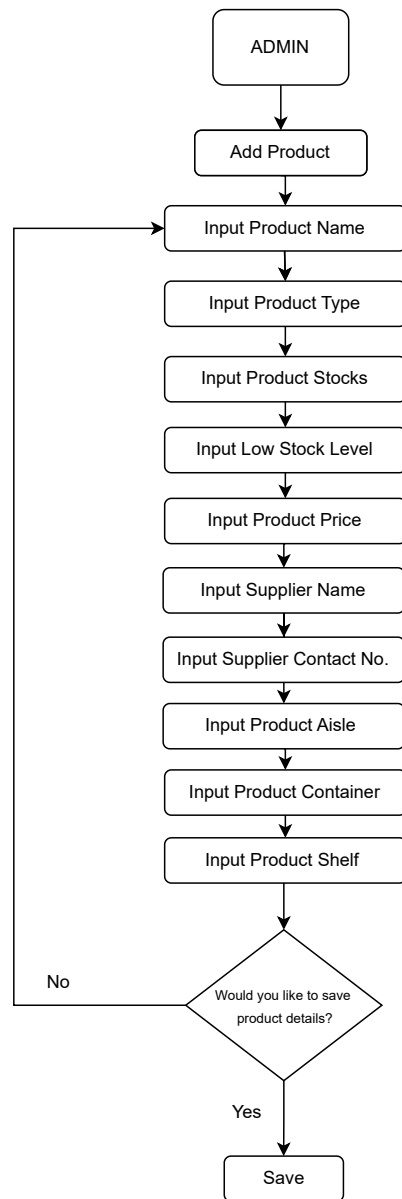 ADMIN
Add Product
Input Product Name
Input Product Type
Input Product Stocks
Input Low Stock Level
Input Product Price
Input Supplier Name
Input Supplier Contact No.
Input Product Aisle
Input Product Container
Input Product Shelf
No
Would you like to save
product details?
Yes
Save